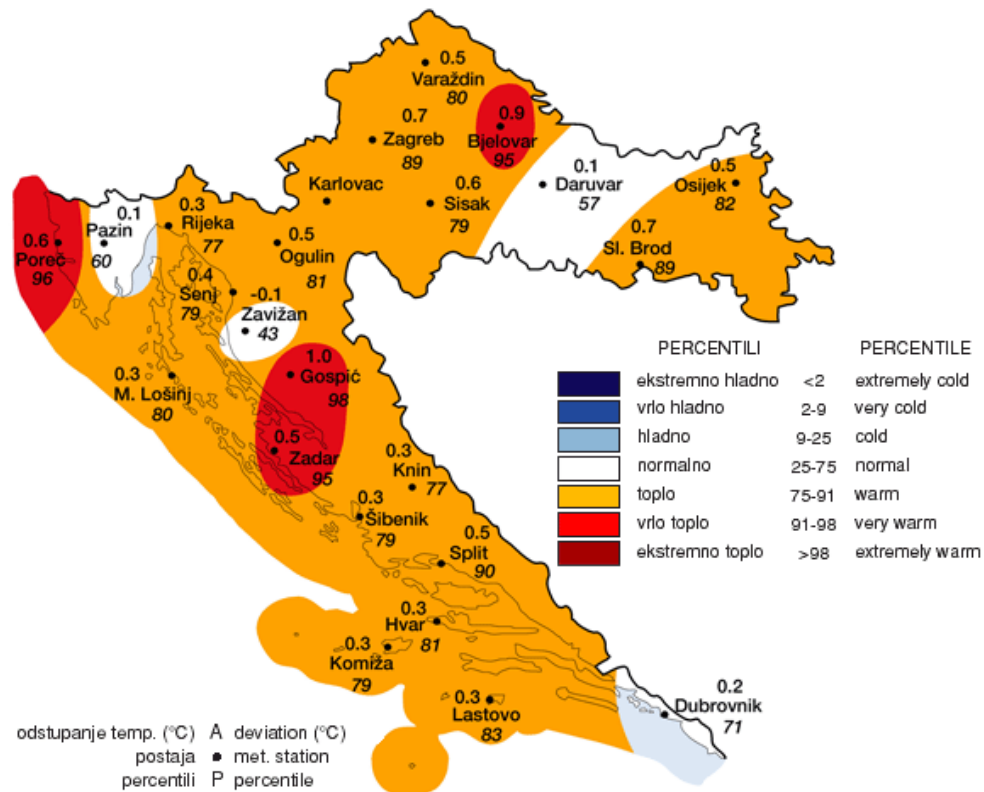 0.5
Varaždin
80
0.9
Bjelovar
95
0.7
Zagreb
89
0.1
Daruvar
57
0.5
Osijek
82
Karlovac
0.6
Sisak
79
0.7
Sl. Brod
89
0.6
Poreč
96
0.1
Pazin
60
0.3
Rijeka
77
0.5
Ogulin
81
0.4
Senj
79
-0.1
Zavižan
43
1.0
Gospić
98
0.3
M. Lošinj
80
0.5
Zadar
95
0.3
Knin
77
0.3
Šibenik
79
0.5
Split
90
0.3
Hvar
81
0.3
Komiža
79
0.3
Lastovo
83
0.2
Dubrovnik
71
PERCENTILI PERCENTILE
ekstremno hladno <2 extremely cold
vrlo hladno 2-9 very cold
hladno 9-25 cold
normalno 25-75 normal
toplo 75-91 warm
vrlo toplo 91-98 very warm
ekstremno toplo >98 extremely warm
odstupanje temp. (°C) A deviation (°C)
postaja • met. station
percentili P percentile